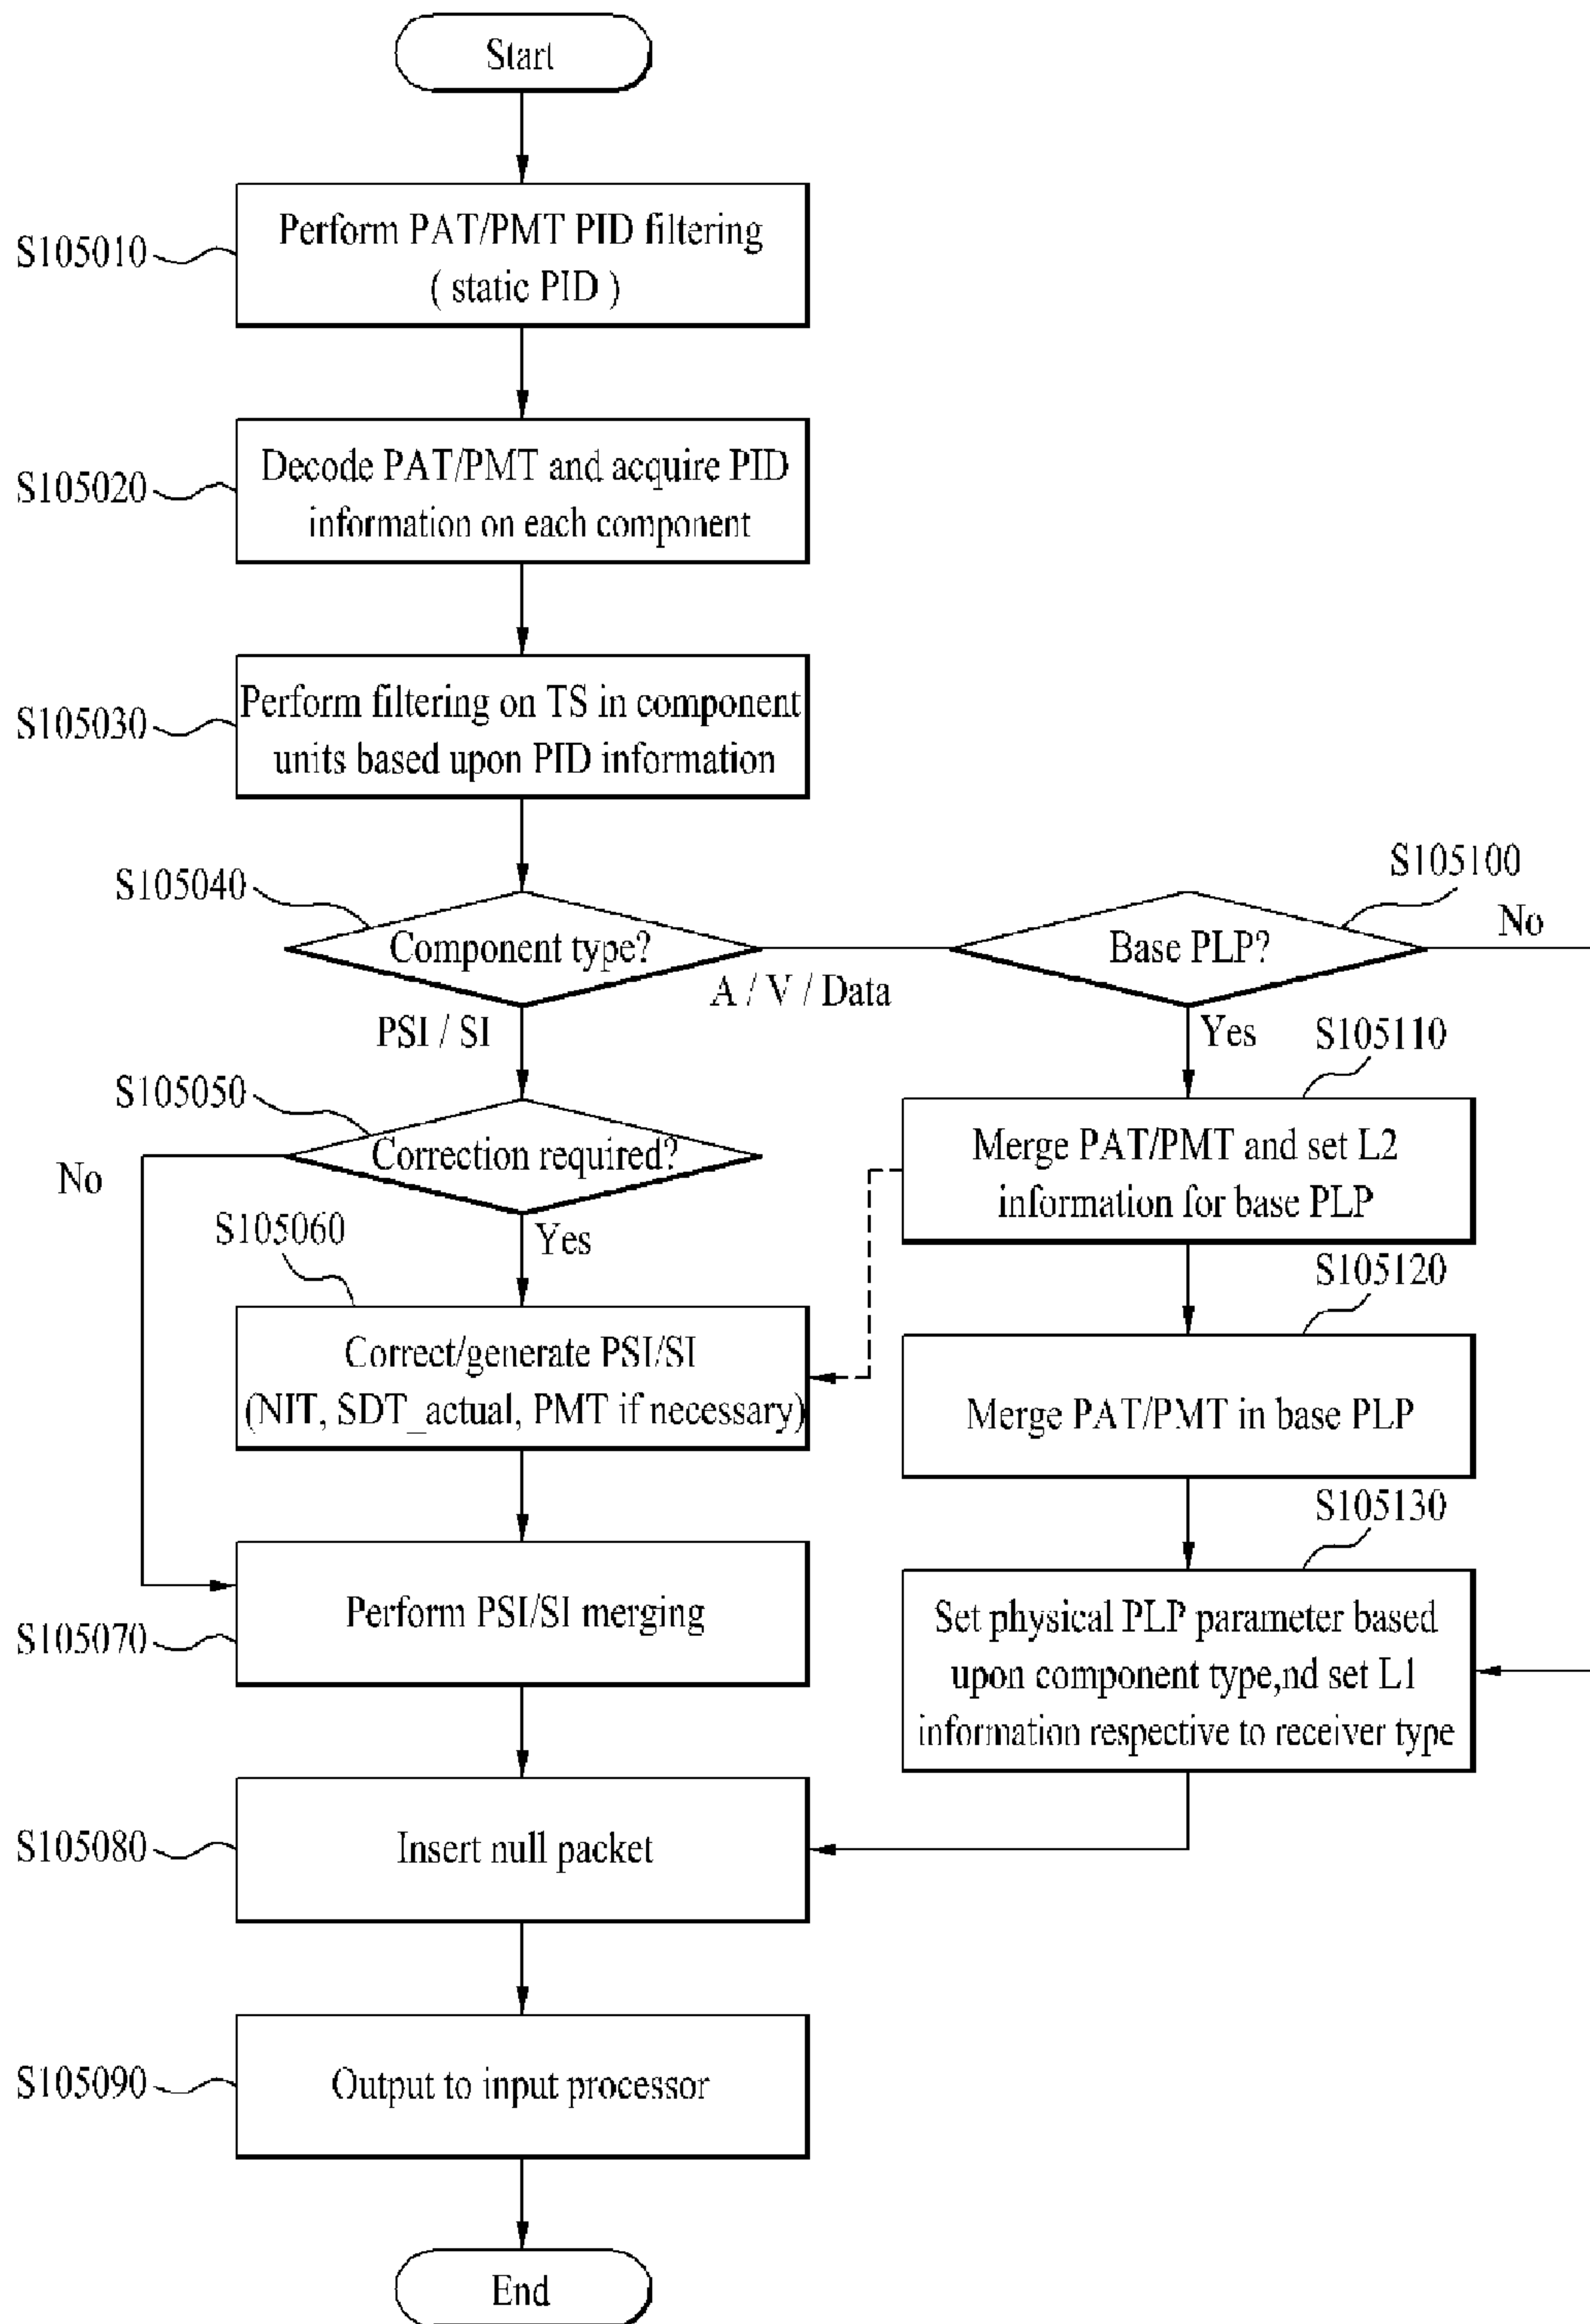 Start
S105010
Perform PAT/PMT PID filtering
( static PID )
S105020
Decode PAT/PMT and acquire PID
information on each component
S105030
Perform filtering on TS in component
units based upon PID information
S105040
Component type?
A / V / Data
PSI / SI
S105100
Base PLP?
No
Yes
S105050
Correction required?
No
Yes
S105110
Merge PAT/PMT and set L2
information for base PLP
S105060
Correct/generate PSI/SI
(NIT, SDT_actual, PMT if necessary)
S105120
Merge PAT/PMT in base PLP
S105070
Perform PSI/SI merging
S105130
Set physical PLP parameter based
upon component type,nd set L1
information respective to receiver type
S105080
Insert null packet
S105090
Output to input processor
End